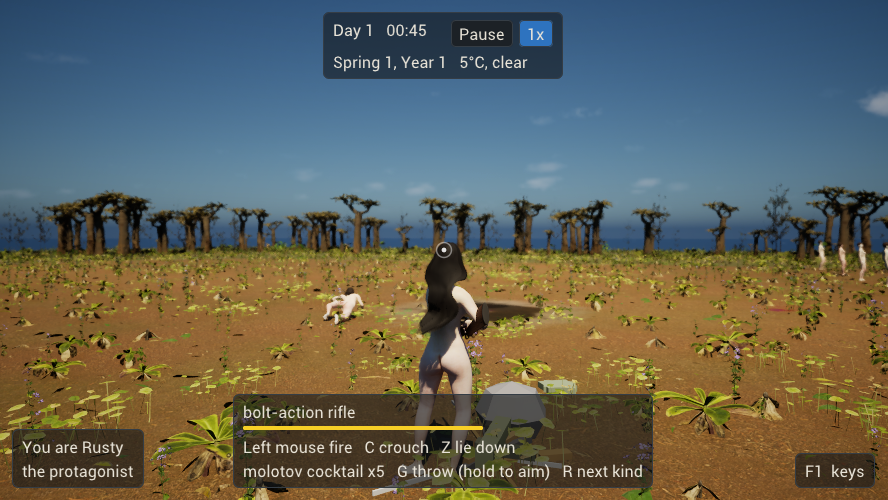 Day 1 00:45 Pause 1x
Spring 1, Year 1 5°C, clear
bolt-action rifle
Left mouse fire C crouch Z lie down
molotov cocktail x5 G throw (hold to aim) R next kind
You are Rusty
the protagonist
F1 keys